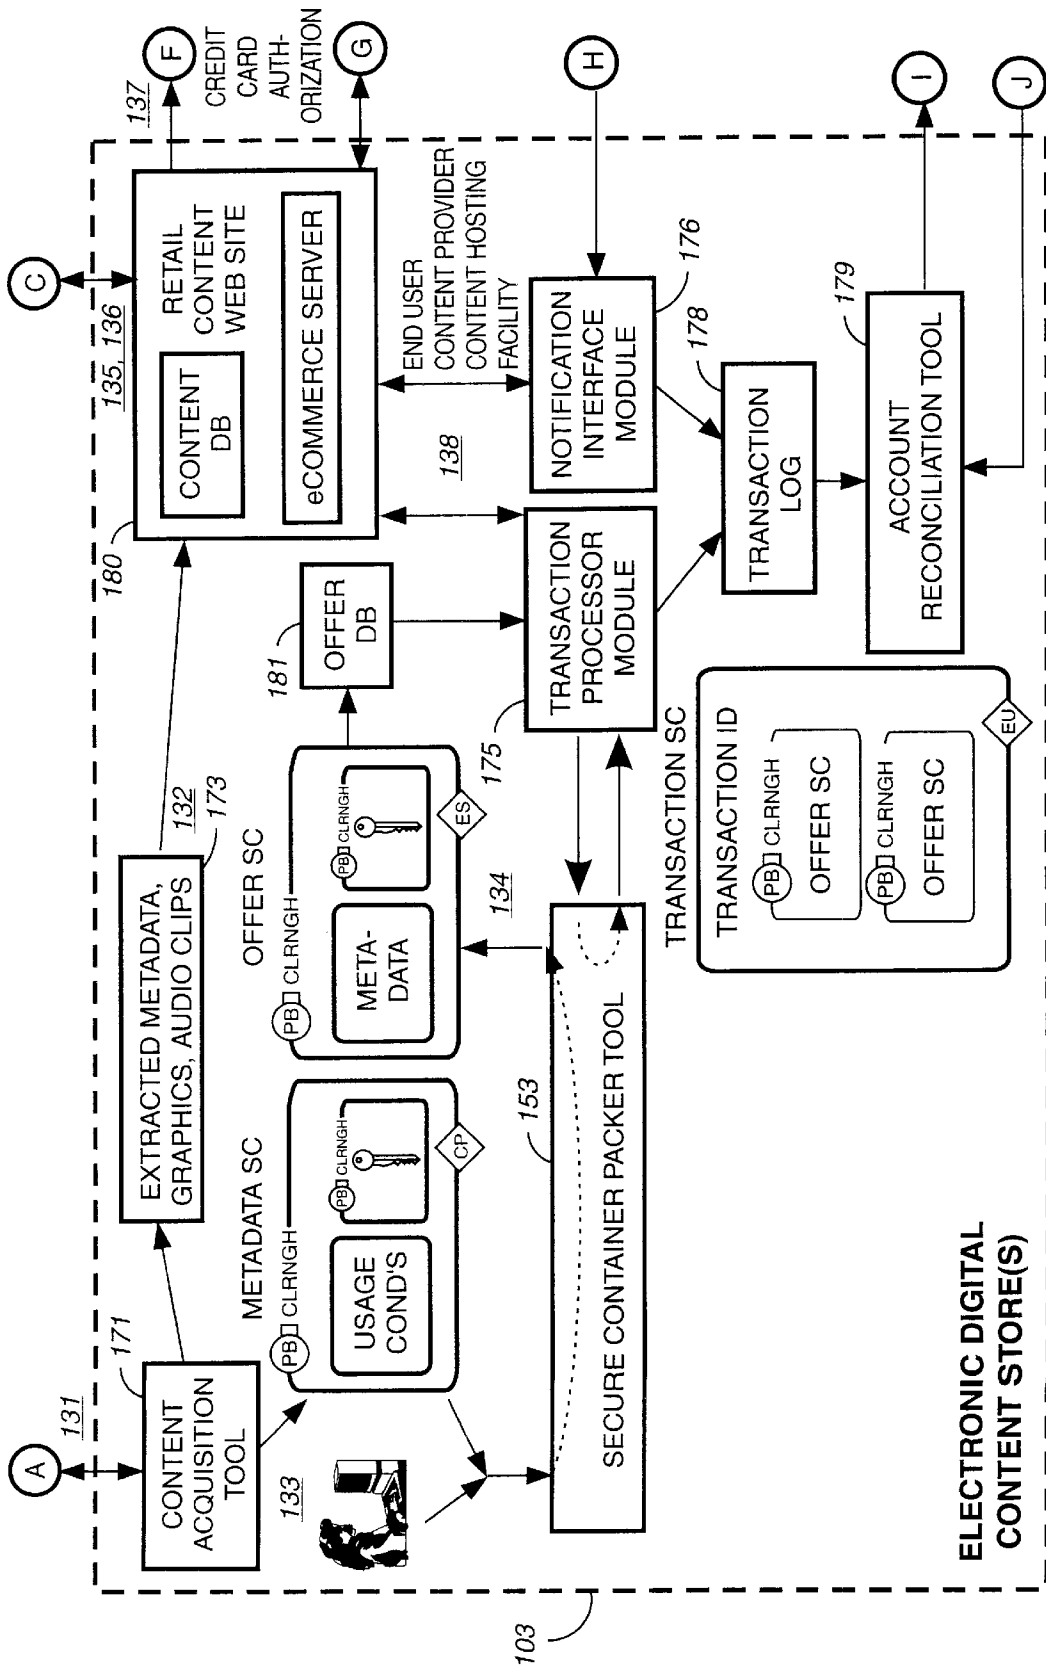 A
131
171
CONTENT
ACQUISITION
TOOL
133
EXTRACTED METADATA,
GRAPHICS, AUDIO CLIPS
132
173
C
135, 136
180
RETAIL
CONTENT
WEB SITE
CONTENT
DB
eCOMMERCE SERVER
137
F
CREDIT
CARD
AUTH-
ORIZATION
G
METADATA SC
PB CLRNGH
USAGE
COND'S
PB CLRNGH
CP
OFFER SC
PB CLRNGH
META-
DATA
PB CLRNGH
ES
134
181
OFFER
DB
138
END USER
CONTENT PROVIDER
CONTENT HOSTING
FACILITY
H
153
SECURE CONTAINER PACKER TOOL
175
TRANSACTION
PROCESSOR
MODULE
NOTIFICATION
INTERFACE
MODULE
176
178
TRANSACTION
LOG
TRANSACTION SC
TRANSACTION ID
PB CLRNGH
OFFER SC
PB CLRNGH
OFFER SC
EU
179
ACCOUNT
RECONCILIATION TOOL
I
J
ELECTRONIC DIGITAL
CONTENT STORE(S)
103